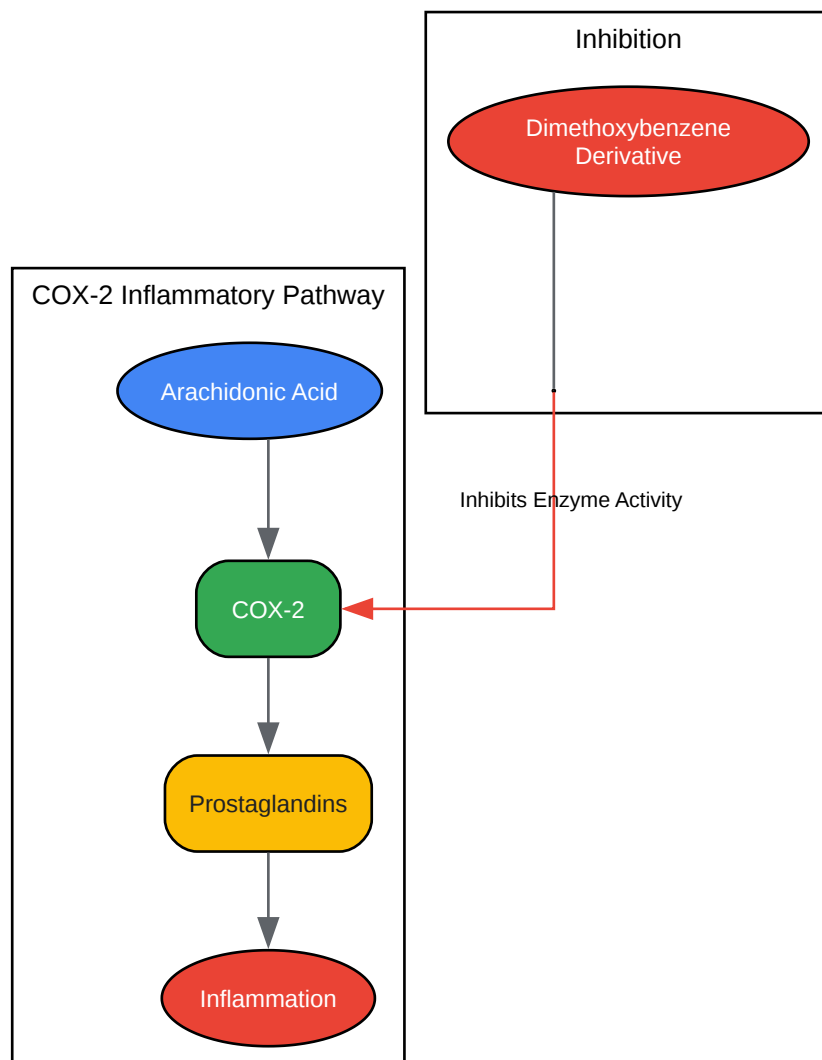 Inhibition
Dimethoxybenzene
Derivative
COX-2 Inflammatory Pathway
Arachidonic Acid
Inhibits Enzyme Activity
COX-2
Prostaglandins
Inflammation